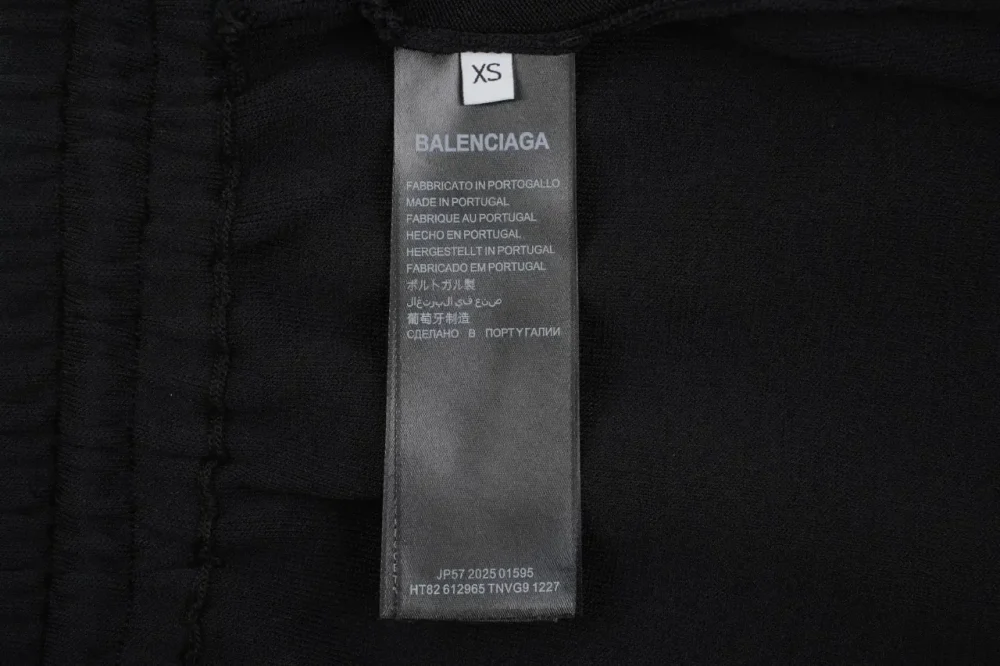 XS
BALENCIAGA
FABBRICATO IN PORTOGALLO
MADE IN PORTUGAL
FABRIQUE AU PORTUGAL
HECHO EN PORTUGAL
HERGESTELLT IN PORTUGAL
FABRICADO EM PORTUGAL
ポルトガル製
صنع في البرتغال
葡萄牙制造
СДЕЛАНО В ПОРТУГАЛИИ
JP57 2025 01595
HT82 612965 TNVG9 1227